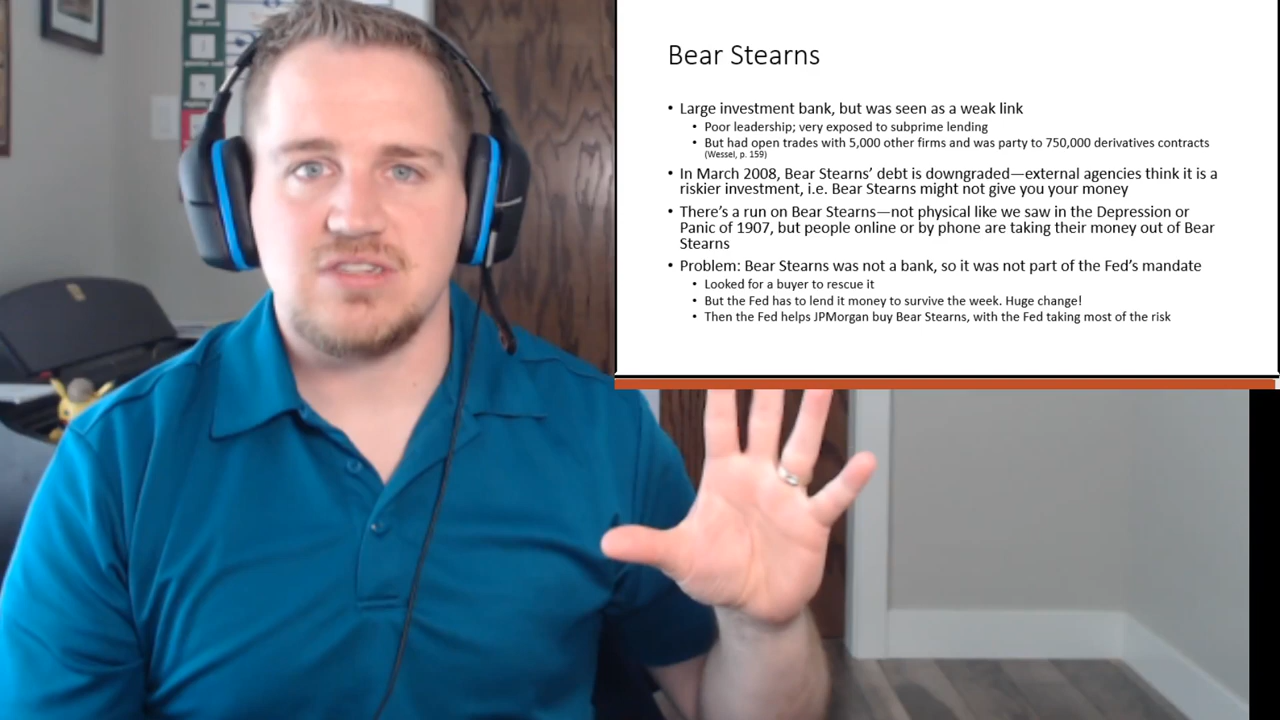 Bear Stearns
• Large investment bank, but was seen as a weak link
• Poor leadership; very exposed to subprime lending
• But had open trades with 5,000 other firms and was party to 750,000 derivatives contracts
(Wessel, p. 159)
• In March 2008, Bear Stearns’ debt is downgraded—external agencies think it is a
riskier investment, i.e. Bear Stearns might not give you your money
• There’s a run on Bear Stearns—not physical like we saw in the Depression or
Panic of 1907, but people online or by phone are taking their money out of Bear
Stearns
• Problem: Bear Stearns was not a bank, so it was not part of the Fed’s mandate
• Looked for a buyer to rescue it
• But the Fed has to lend it money to survive the week. Huge change!
• Then the Fed helps JPMorgan buy Bear Stearns, with the Fed taking most of the risk